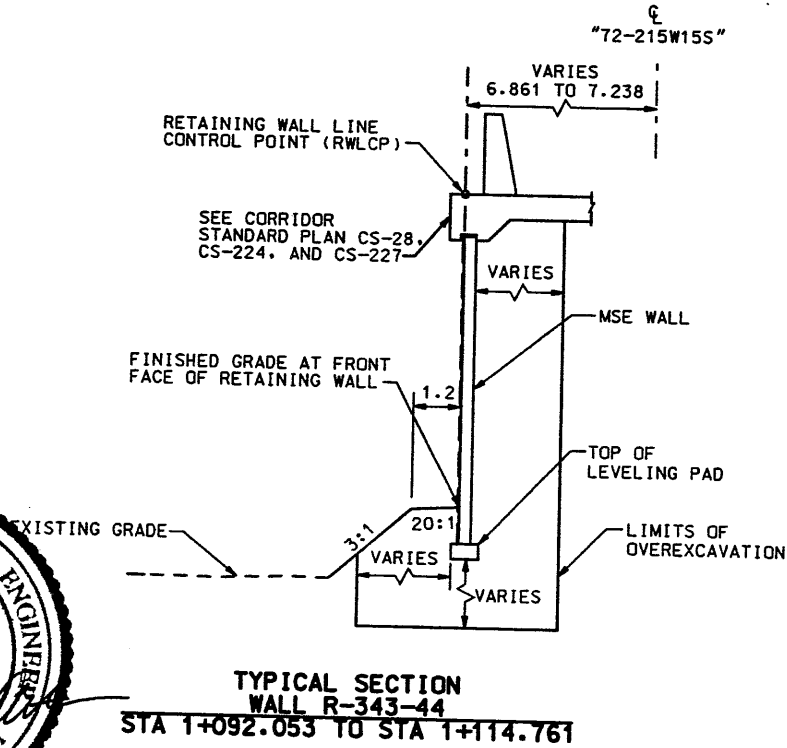 ℄
"72-215W15S"
VARIES
6.861 TO 7.238
RETAINING WALL LINE
CONTROL POINT (RWLCP)
SEE CORRIDOR
STANDARD PLAN CS-28,
CS-224. AND CS-227
VARIES
MSE WALL
FINISHED GRADE AT FRONT
FACE OF RETAINING WALL
1.2
TOP OF
LEVELING PAD
EXISTING GRADE
3:1
20:1
LIMITS OF
OVEREXCAVATION
VARIES
VARIES
ENGINEER
TYPICAL SECTION
WALL R-343-44
STA 1+092.053 TO STA 1+114.761